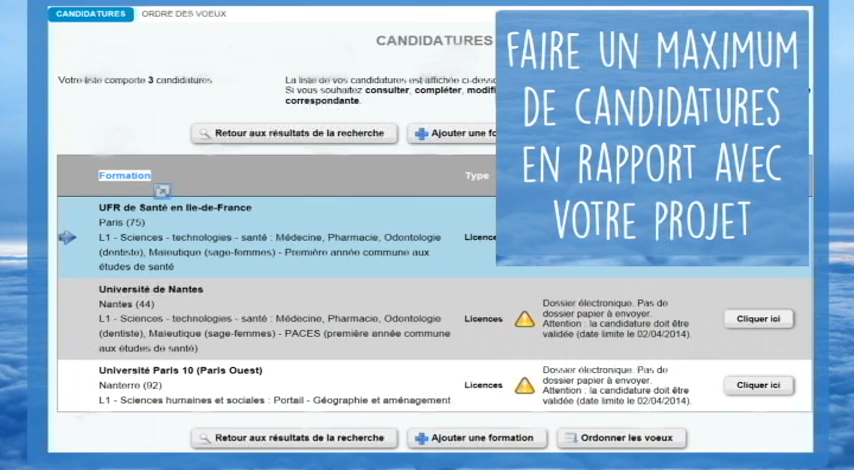 CANDIDATURES ORDRE DES VOEUX
CANDIDATURES
Votre liste comporte 3 candidatures
La liste de vos candidatures est affichée ci-desso
Si vous souhaitez consulter, compléter, modifi
correspondante.
FAIRE UN MAXIMUM
DE CANDIDATURES
EN RAPPORT AVEC
VOTRE PROJET
Retour aux résultats de la recherche
Ajouter une fo
Formation
Type
UFR de Santé en Ile-de-France
Paris (75)
L1 - Sciences - technologies - santé : Médecine, Pharmacie, Odontologie
(dentiste), Maieutique (sage-femmes) - Première année commune aux
études de santé
Licence
Université de Nantes
Nantes (44)
L1 - Sciences - technologies - santé : Médecine, Pharmacie, Odontologie
(dentiste), Maieutique (sage-femmes) - PACES (première année commune
aux études de santé)
Licences
Dossier électronique. Pas de
dossier papier à envoyer.
Attention : la candidature doit être
validée (date limite le 02/04/2014).
Cliquer ici
Université Paris 10 (Paris Ouest)
Nanterre (92)
L1 - Sciences humaines et sociales : Portail - Géographie et aménagement
Licences
Dossier électronique. Pas de
dossier papier à envoyer.
Attention : la candidature doit être
validée (date limite le 02/04/2014).
Cliquer ici
Retour aux résultats de la recherche
Ajouter une formation
Ordonner les voeux